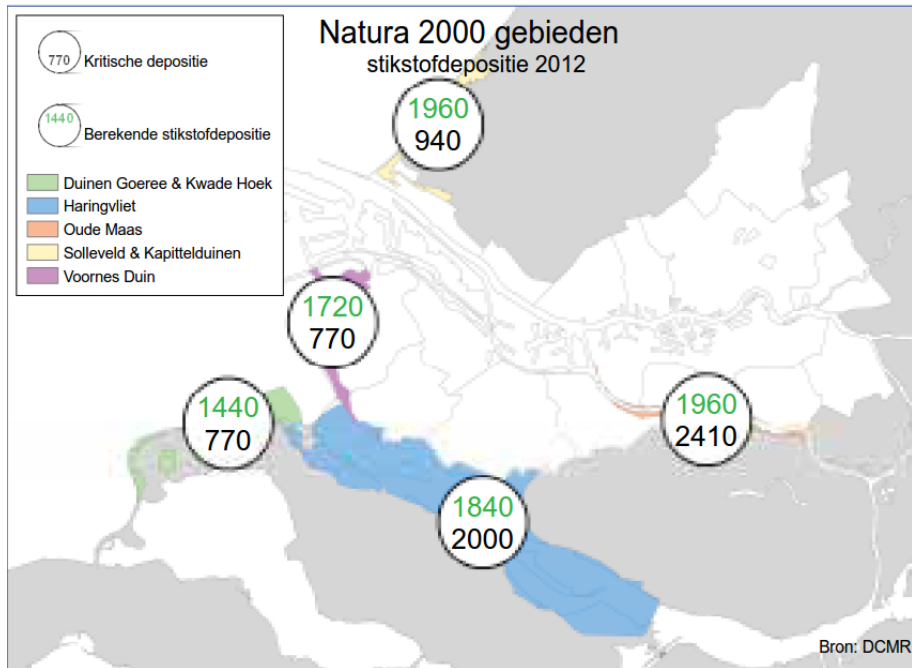 Natura 2000 gebieden
stikstofdepositie 2012
770 Kritische depositie
1440 Berekende stikstofdepositie
Duinen Goeree & Kwade Hoek
Haringvliet
Oude Maas
Solleveld & Kapittelduinen
Voornes Duin
1960
940
1720
770
1440
770
1960
2410
1840
2000
Bron: DCMR